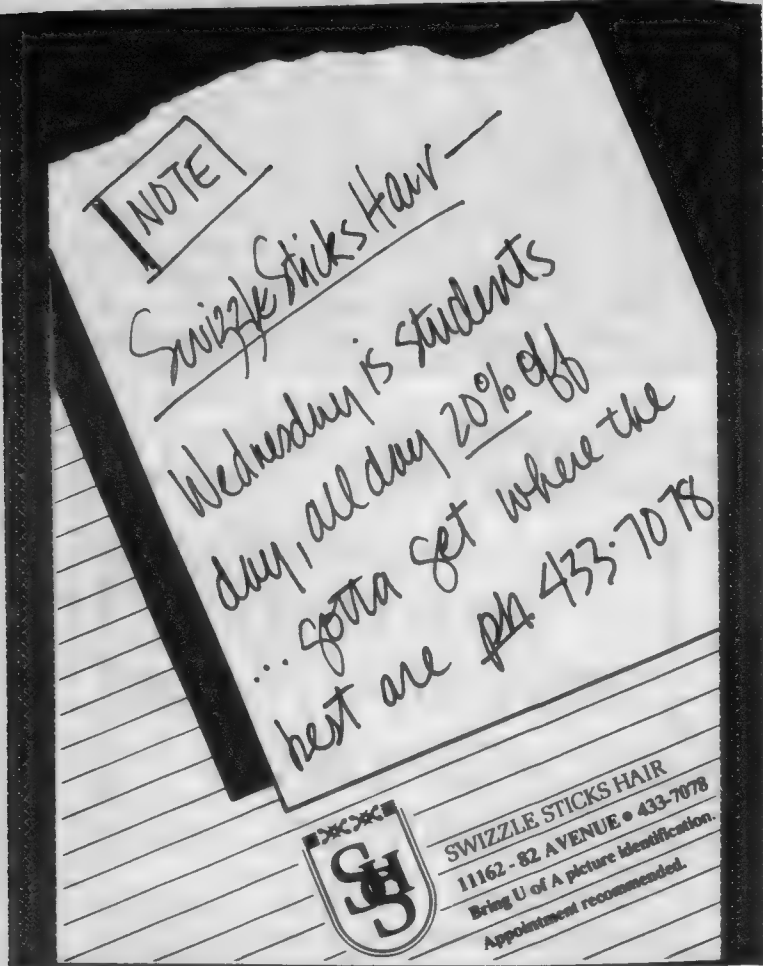 NOTE
Swizzle Sticks Hair —
Wednesday is students
day, all day 20% off
... gotta get where the
best are ph. 433-7078
SHS
SWIZZLE STICKS HAIR
11162 - 82 AVENUE • 433-7078
Bring U of A picture identification.
Appointment recommended.